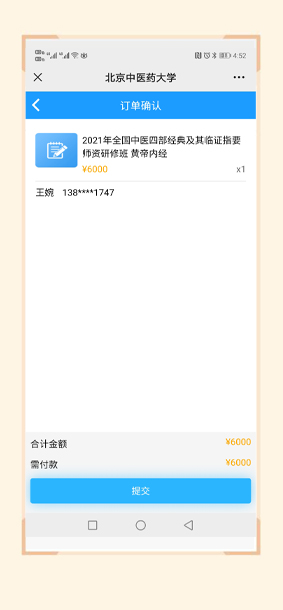 4:52
北京中医药大学
订单确认
2021年全国中医四部经典及其临证指要
师资研修班 黄帝内经
¥6000 x1
王婉 138****1747
合计金额 ¥6000
需付款 ¥6000
提交